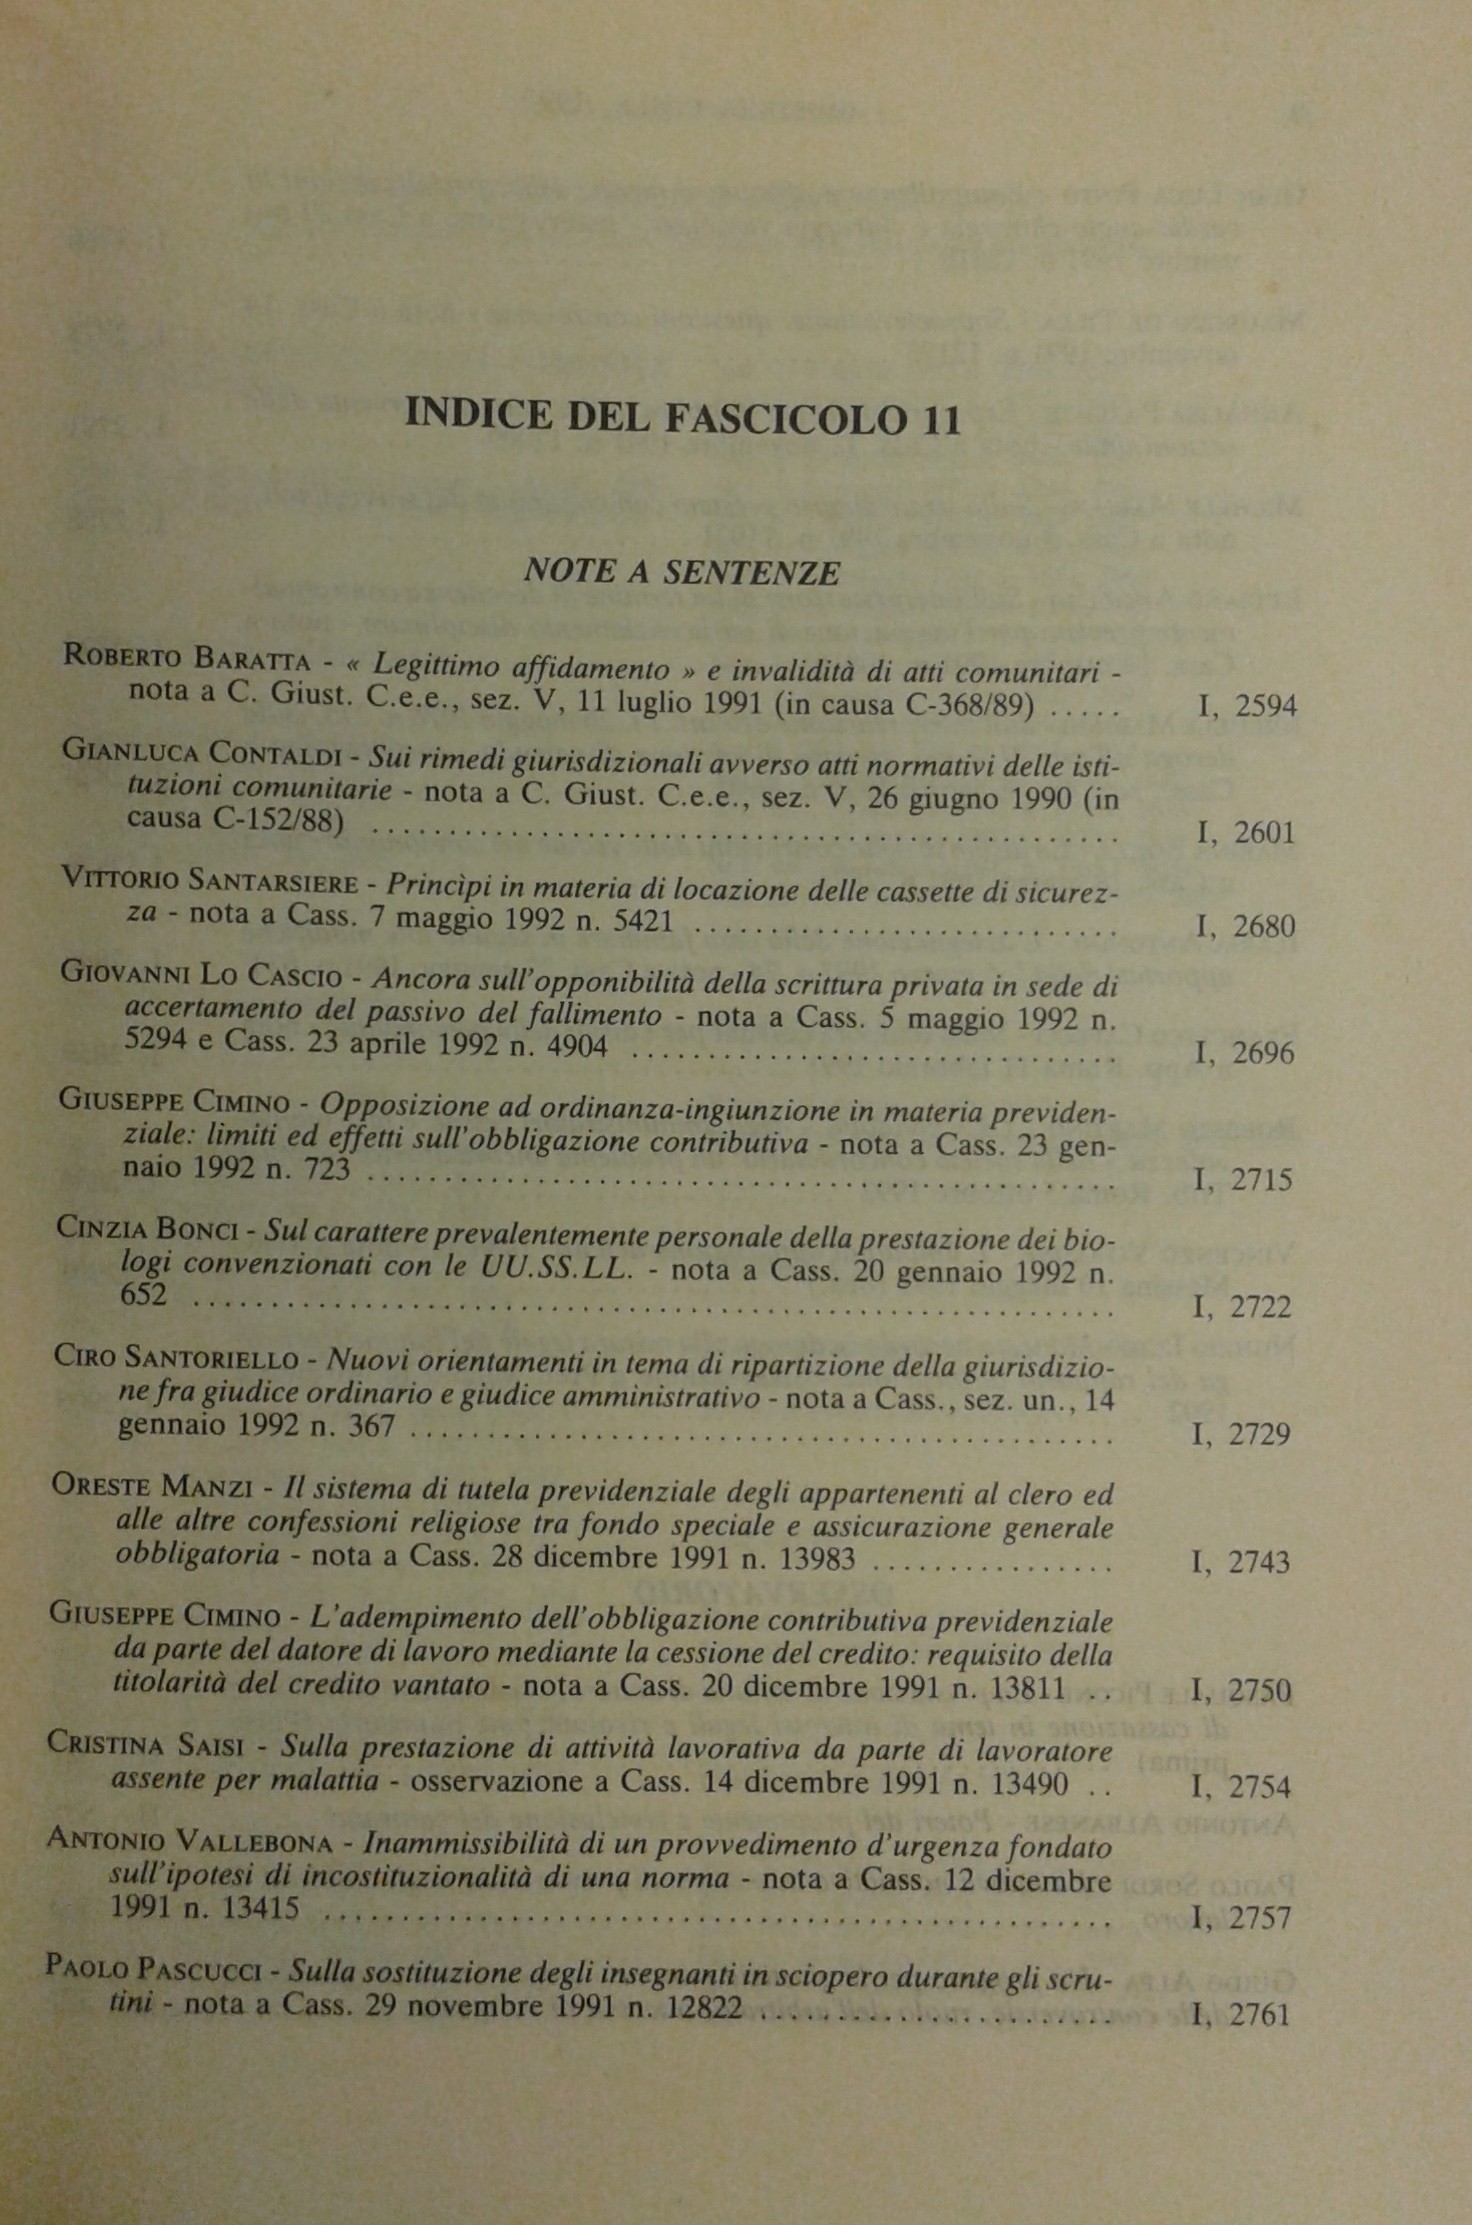 INDICE DEL FASCICOLO 11
NOTE A SENTENZE
ROBERTO BARATTA - « Legittimo affidamento » e invalidità di atti comunitari -
nota a C. Giust. C.e.e., sez. V, 11 luglio 1991 (in causa C-368/89) ..... I, 2594
GIANLUCA CONTALDI - Sui rimedi giurisdizionali avverso atti normativi delle isti-
tuzioni comunitarie - nota a C. Giust. C.e.e., sez. V, 26 giugno 1990 (in
causa C-152/88) ................................................ I, 2601
VITTORIO SANTARSIERE - Princìpi in materia di locazione delle cassette di sicurez-
za - nota a Cass. 7 maggio 1992 n. 5421 ............................ I, 2680
GIOVANNI LO CASCIO - Ancora sull'opponibilità della scrittura privata in sede di
accertamento del passivo del fallimento - nota a Cass. 5 maggio 1992 n.
5294 e Cass. 23 aprile 1992 n. 4904 ................................ I, 2696
GIUSEPPE CIMINO - Opposizione ad ordinanza-ingiunzione in materia previden-
ziale: limiti ed effetti sull'obbligazione contributiva - nota a Cass. 23 gen-
naio 1992 n. 723 ................................................ I, 2715
CINZIA BONCI - Sul carattere prevalentemente personale della prestazione dei bio-
logi convenzionati con le UU.SS.LL. - nota a Cass. 20 gennaio 1992 n.
652 ............................................................ I, 2722
CIRO SANTORIELLO - Nuovi orientamenti in tema di ripartizione della giurisdizio-
ne fra giudice ordinario e giudice amministrativo - nota a Cass., sez. un., 14
gennaio 1992 n. 367 .............................................. I, 2729
ORESTE MANZI - Il sistema di tutela previdenziale degli appartenenti al clero ed
alle altre confessioni religiose tra fondo speciale e assicurazione generale
obbligatoria - nota a Cass. 28 dicembre 1991 n. 13983 ................ I, 2743
GIUSEPPE CIMINO - L'adempimento dell'obbligazione contributiva previdenziale
da parte del datore di lavoro mediante la cessione del credito: requisito della
titolarità del credito vantato - nota a Cass. 20 dicembre 1991 n. 13811 .. I, 2750
CRISTINA SAISI - Sulla prestazione di attività lavorativa da parte di lavoratore
assente per malattia - osservazione a Cass. 14 dicembre 1991 n. 13490 .. I, 2754
ANTONIO VALLEBONA - Inammissibilità di un provvedimento d'urgenza fondato
sull'ipotesi di incostituzionalità di una norma - nota a Cass. 12 dicembre
1991 n. 13415 .................................................... I, 2757
PAOLO PASCUCCI - Sulla sostituzione degli insegnanti in sciopero durante gli scru-
tini - nota a Cass. 29 novembre 1991 n. 12822 ....................... I, 2761